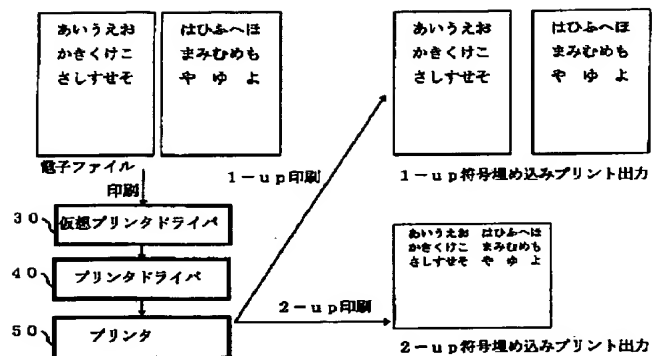 あいうえお
かきくけこ
さしすせそ
はひふへほ
まみむめも
や ゆ よ
電子ファイル
印刷
30
仮想プリンタドライバ
40
プリンタドライバ
50
プリンタ
1-up印刷
2-up印刷
あいうえお
かきくけこ
さしすせそ
はひふへほ
まみむめも
や ゆ よ
1-up符号埋め込みプリント出力
あいうえお はひふへほ
かきくけこ まみむめも
さしすせそ や ゆ よ
2-up符号埋め込みプリント出力